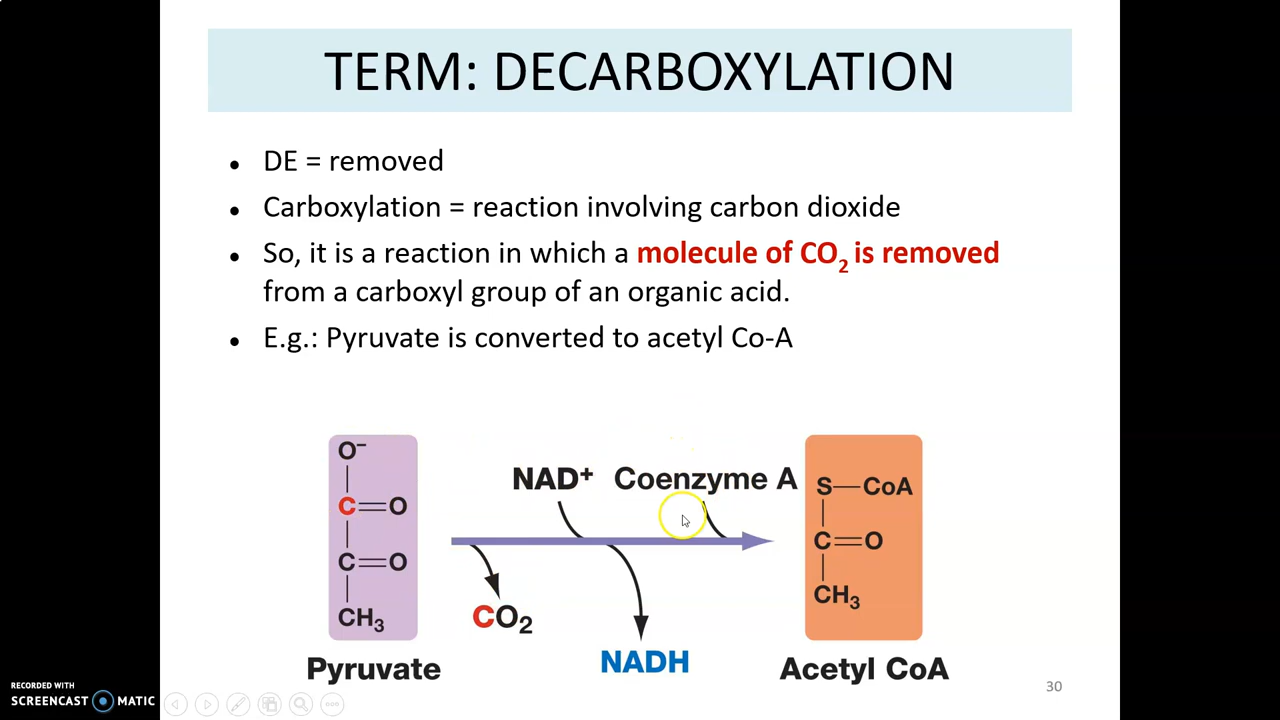 TERM: DECARBOXYLATION
• DE = removed
• Carboxylation = reaction involving carbon dioxide
• So, it is a reaction in which a molecule of CO₂ is removed
from a carboxyl group of an organic acid.
• E.g.: Pyruvate is converted to acetyl Co-A
O⁻
C=O
C=O
CH₃
Pyruvate
NAD⁺ Coenzyme A
CO₂
NADH
S—CoA
C=O
CH₃
Acetyl CoA
30
RECORDED WITH
SCREENCAST MATIC